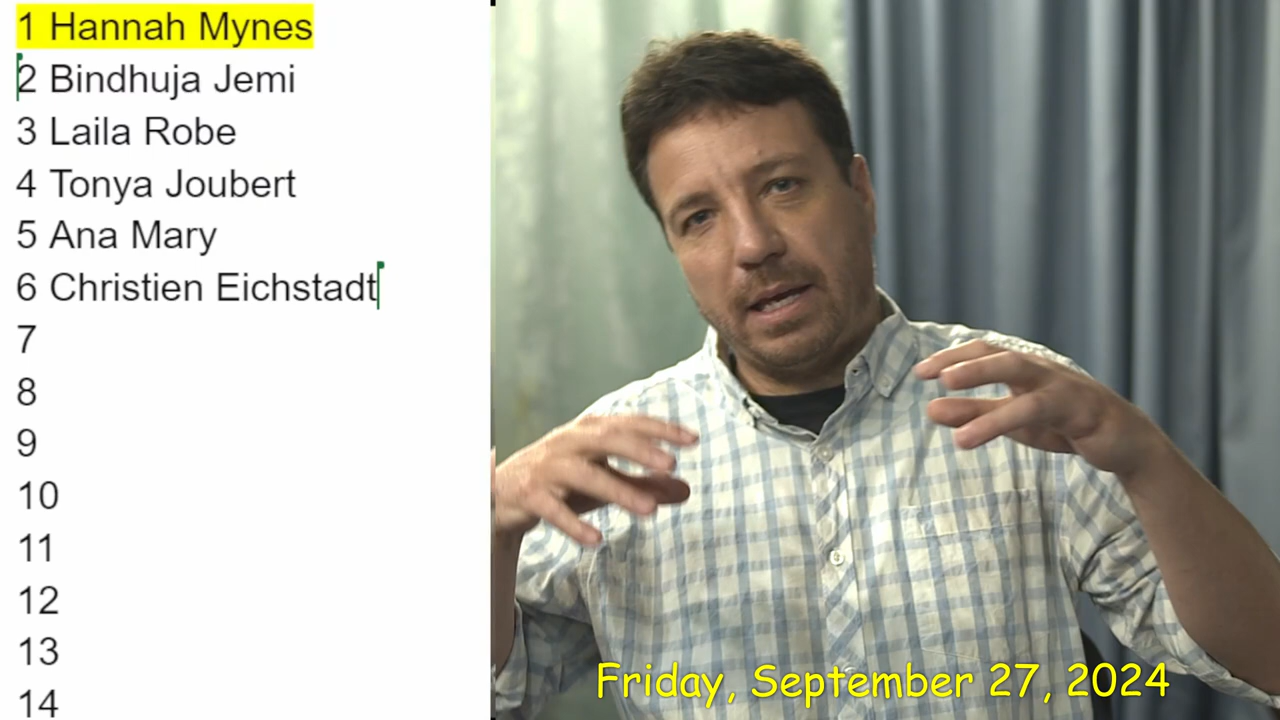 1 Hannah Mynes
2 Bindhuja Jemi
3 Laila Robe
4 Tonya Joubert
5 Ana Mary
6 Christien Eichstadt
7
8
9
10
11
12
13
14
Friday, September 27, 2024